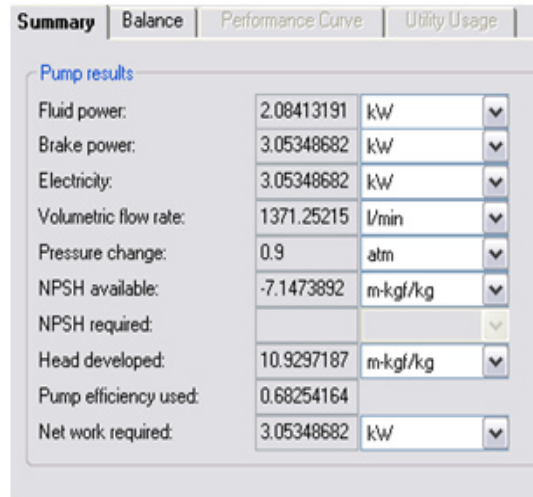 Summary Balance Performance Curve Utility Usage
Pump results
Fluid power: 2.08413191 kW
Brake power: 3.05348682 kW
Electricity: 3.05348682 kW
Volumetric flow rate: 1371.25215 l/min
Pressure change: 0.9 atm
NPSH available: -7.1473892 m-kgf/kg
NPSH required:
Head developed: 10.9297187 m-kgf/kg
Pump efficiency used: 0.68254164
Net work required: 3.05348682 kW